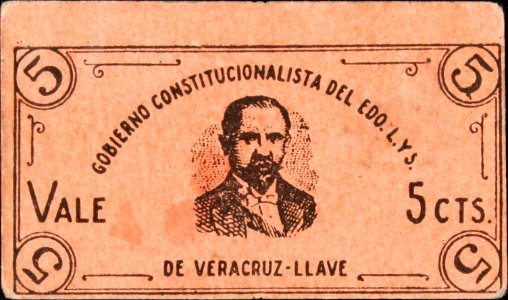 5 5
GOBIERNO CONSTITUCIONALISTA DEL EDO. L. Y S.
VALE 5 CTS.
DE VERACRUZ-LLAVE
5 5